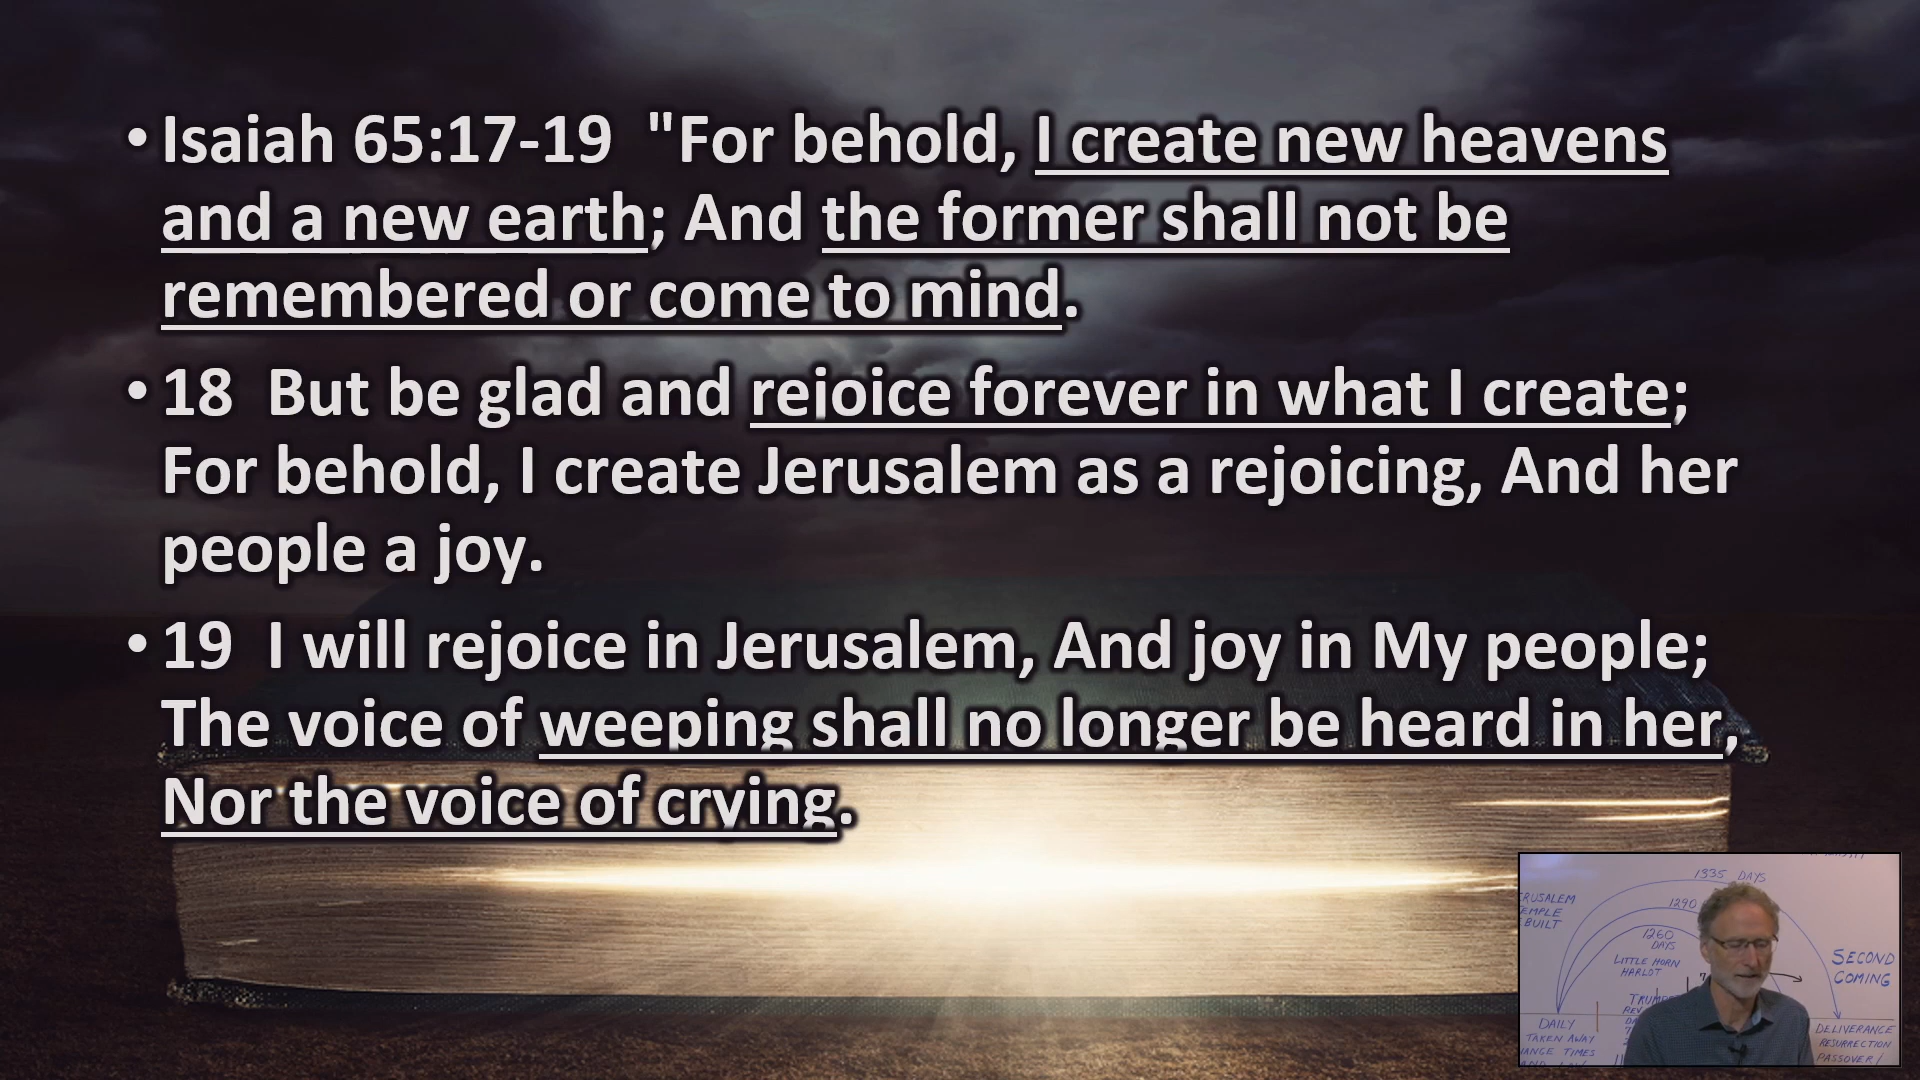 • Isaiah 65:17-19 "For behold, I create new heavens
and a new earth; And the former shall not be
remembered or come to mind.
• 18 But be glad and rejoice forever in what I create;
For behold, I create Jerusalem as a rejoicing, And her
people a joy.
• 19 I will rejoice in Jerusalem, And joy in My people;
The voice of weeping shall no longer be heard in her,
Nor the voice of crying.
1335 DAYS
1290
1260
DAYS
BUILT
LITTLE HORN
HARLOT
SECOND
COMING
DAILY
TAKEN AWAY
TIMES
DELIVERANCE
RESURRECTION
PASSOVER/